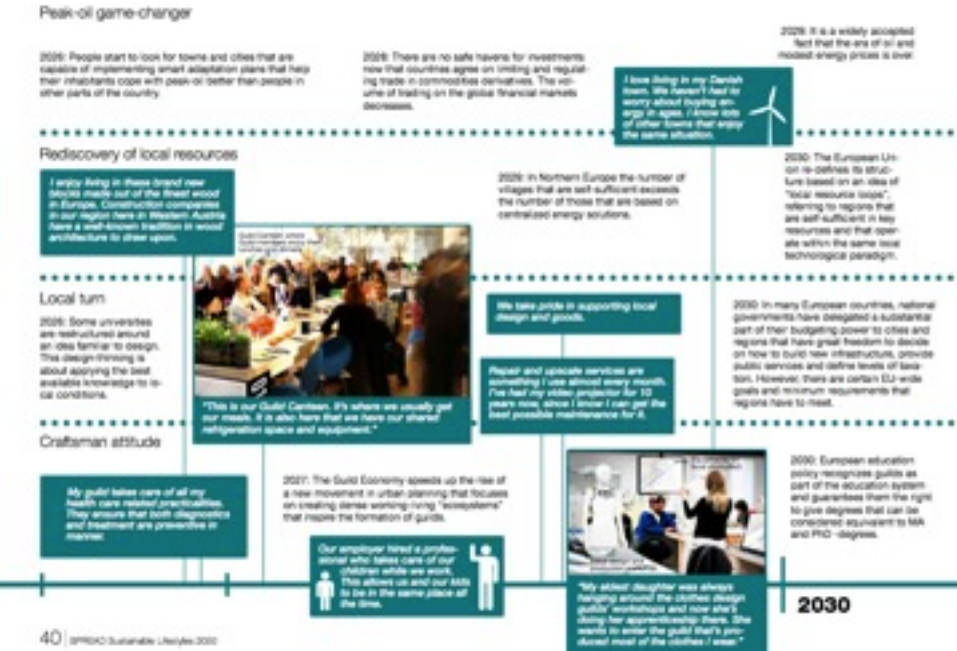 Peak-oil game-changer
2026: People start to look for towns and cities that are
capable of implementing smart adaptation plans that help
their inhabitants cope with peak-oil better than people in
other parts of the country.
2028: There are no safe havens for investments
now that countries agree on limiting and regulat-
ing trade in commodities derivatives. The vol-
ume of trading on the global financial markets
decreases.
2029: It is a widely accepted
fact that the era of oil and
modest energy prices is over.
I love living in my Danish
town. We haven't had to
worry about buying en-
ergy in ages. I know lots
of other towns that enjoy
the same situation.
Rediscovery of local resources
I enjoy living in these brand new
blocks made out of the finest wood
in Europe. Construction companies
in our region here in Western Austria
have a well-known tradition in wood
architecture to draw upon.
2029: In Northern Europe the number of
villages that are self-sufficient exceeds
the number of those that are based on
centralized energy solutions.
2030: The European Un-
ion re-defines its struc-
ture based on an idea of
"local resource loops",
referring to regions that
are self-sufficient in key
resources and that oper-
ate within the same local
technological paradigm.
Local turn
2026: Some universities
are restructured around
an idea familiar to design.
This design-thinking is
about applying the best
available knowledge to lo-
cal conditions.
"This is our Guild Canteen. It's where we usually get
our meals. It is also here that we have our shared
refrigeration space and equipment."
We take pride in supporting local
design and goods.
Repair and upscale services are
something I use almost every month.
I've had my video projector for 10
years now, since I know I can get the
best possible maintenance for it.
2030: In many European countries, national
governments have delegated a substantial
part of their budgeting power to cities and
regions that have great freedom to decide
on how to build new infrastructure, provide
public services and define levels of taxa-
tion. However, there are certain EU-wide
goals and minimum requirements that
regions have to meet.
Craftsman attitude
My guild takes care of all my
health care related practicalities.
They ensure that both diagnostics
and treatment are preventive in
manner.
2027: The Guild Economy speeds up the rise of
a new movement in urban planning that focuses
on creating dense working-living "ecosystems"
that inspire the formation of guilds.
Our employer hired a profes-
sional who takes care of our
children while we work.
This allows us and our kids
to be in the same place all
the time.
"My eldest daughter was always
hanging around the clothes design
guilds' workshops and now she's
doing her apprenticeship there. She
wants to enter the guild that's pro-
duced most of the clothes I wear."
2030: European education
policy recognizes guilds as
part of the education system
and guarantees them the right
to give degrees that can be
considered equivalent to MA
and PhD -degrees.
2030
40 | SPREAD Sustainable Lifestyles 2050